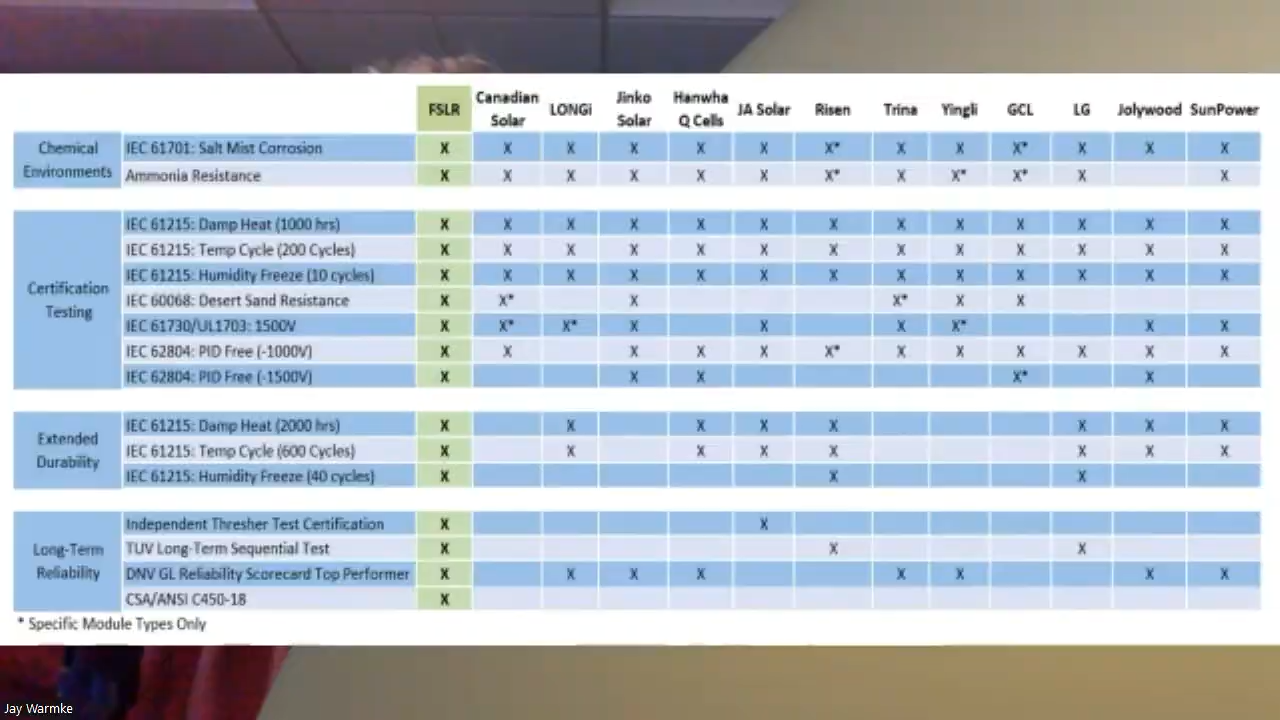 FSLR Canadian Solar LONGi Jinko Solar Hanwha Q Cells JA Solar Risen Trina Yingli GCL LG Jolywood SunPower
Chemical Environments
IEC 61701: Salt Mist Corrosion X X X X X X X* X X X* X X X
Ammonia Resistance X X X X X X X* X X* X* X X
Certification Testing
IEC 61215: Damp Heat (1000 hrs) X X X X X X X X X X X X X
IEC 61215: Temp Cycle (200 Cycles) X X X X X X X X X X X X X
IEC 61215: Humidity Freeze (10 cycles) X X X X X X X X X X X X X
IEC 60068: Desert Sand Resistance X X* X X* X X
IEC 61730/UL1703: 1500V X X* X* X X X X* X X
IEC 62804: PID Free (-1000V) X X X X X X* X X X X X X
IEC 62804: PID Free (-1500V) X X X X* X
Extended Durability
IEC 61215: Damp Heat (2000 hrs) X X X X X X X X
IEC 61215: Temp Cycle (600 Cycles) X X X X X X X X
IEC 61215: Humidity Freeze (40 cycles) X X X
Long-Term Reliability
Independent Thresher Test Certification X X
TUV Long-Term Sequential Test X X X
DNV GL Reliability Scorecard Top Performer X X X X X X X X
CSA/ANSI C450-18 X
* Specific Module Types Only
Jay Warmke